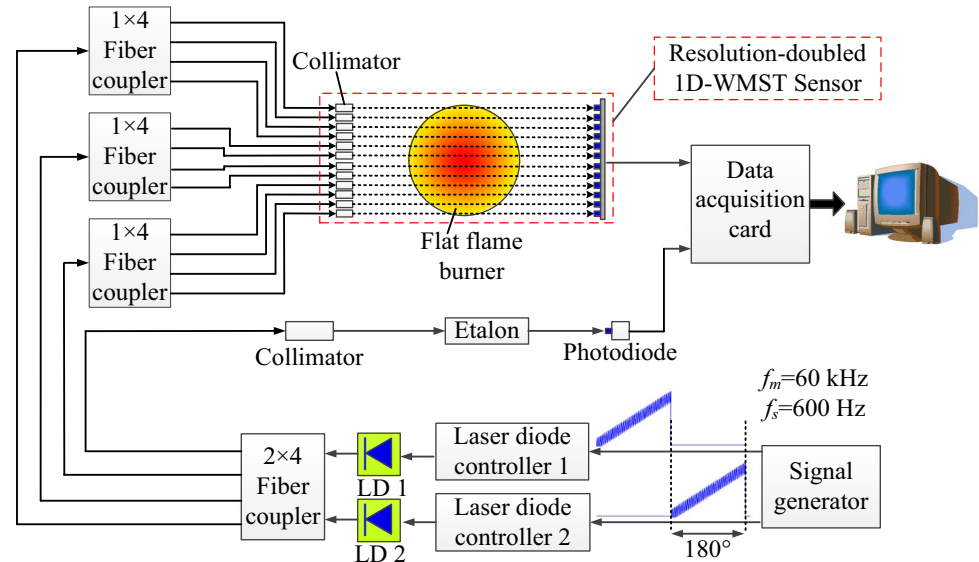 1×4
Fiber
coupler
1×4
Fiber
coupler
1×4
Fiber
coupler
Collimator
Flat flame
burner
Resolution-doubled
1D-WMST Sensor
Data
acquisition
card
Collimator
Etalon
Photodiode
2×4
Fiber
coupler
LD 1
LD 2
Laser diode
controller 1
Laser diode
controller 2
fm=60 kHz
fs=600 Hz
180°
Signal
generator